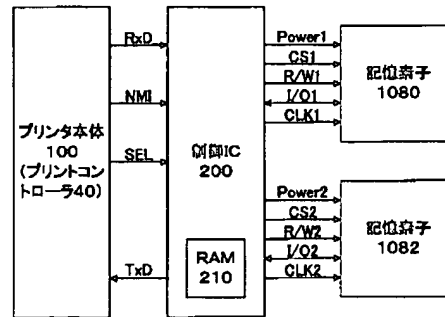 プリンタ本体
100
(プリントコン
トローラ40)
RxD
NMI
SEL
TxD
制御IC
200
RAM
210
Power1
CS1
R/W1
I/O1
CLK1
記憶素子
1080
Power2
CS2
R/W2
I/O2
CLK2
記憶素子
1082